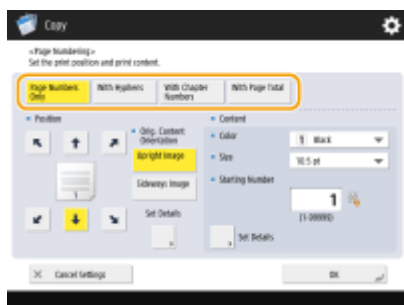 Copy
<Page Numbering>
Set the print position and print content.
Page Numbers Only
With Hyphens
With Chapter Numbers
With Page Total
Position
Orig. Content Orientation
Upright Image
Sideways Image
Set Details
Content
Color
1 Black
Size
10.5 pt
Starting Number
1
(1-99999)
Set Details
Cancel Settings
OK